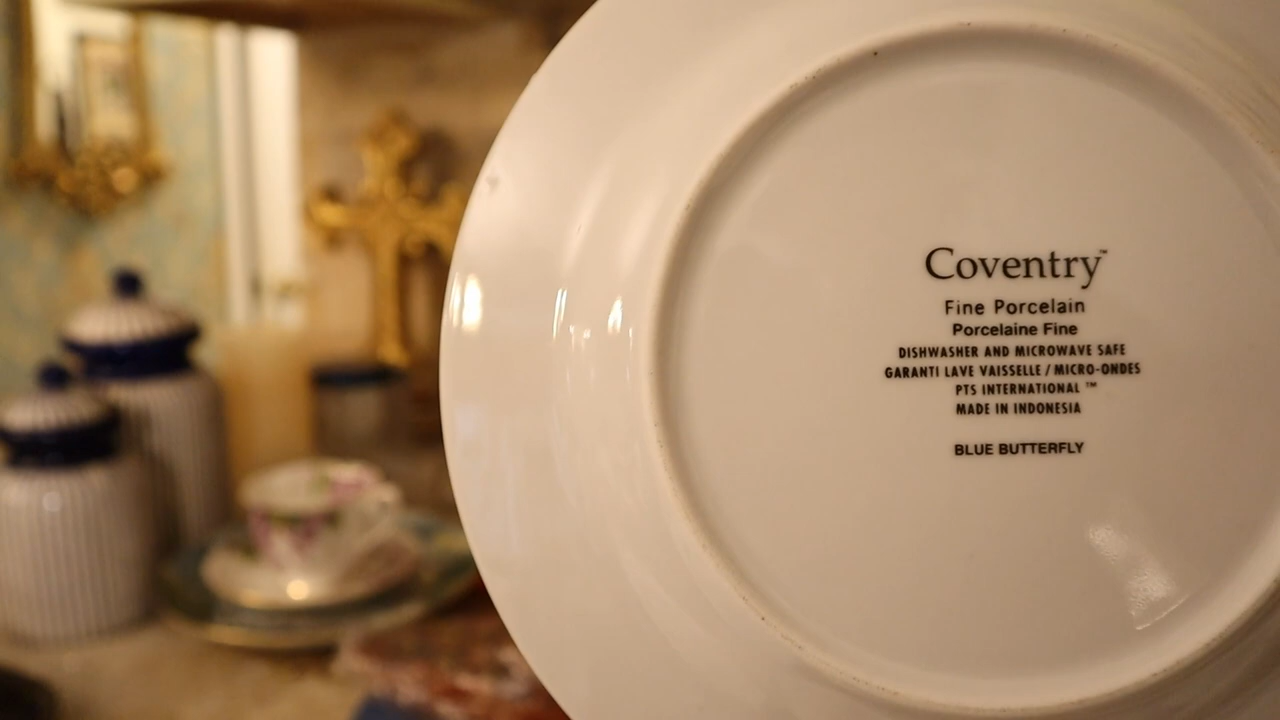 Coventry™
Fine Porcelain
Porcelaine Fine
DISHWASHER AND MICROWAVE SAFE
GARANTI LAVE VAISSELLE / MICRO-ONDES
PTS INTERNATIONAL ™
MADE IN INDONESIA
BLUE BUTTERFLY